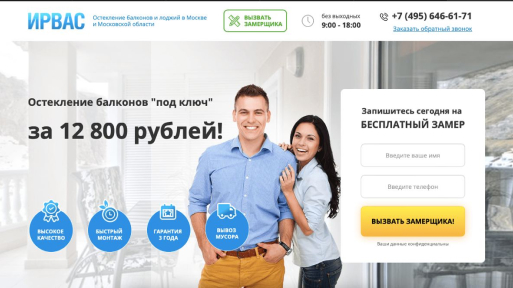 ИРВАС
Остекление балконов и лоджий в Москве
и Московской области
ВЫЗВАТЬ
ЗАМЕРЩИКА
без выходных
9:00 - 18:00
+7 (495) 646-61-71
Заказать обратный звонок
Остекление балконов "под ключ"
за 12 800 рублей!
ВЫСОКОЕ
КАЧЕСТВО
БЫСТРЫЙ
МОНТАЖ
ГАРАНТИЯ
3 ГОДА
ВЫВОЗ
МУСОРА
Запишитесь сегодня на
БЕСПЛАТНЫЙ ЗАМЕР
Введите ваше имя
Введите телефон
ВЫЗВАТЬ ЗАМЕРЩИКА!
Ваши данные конфиденциальны